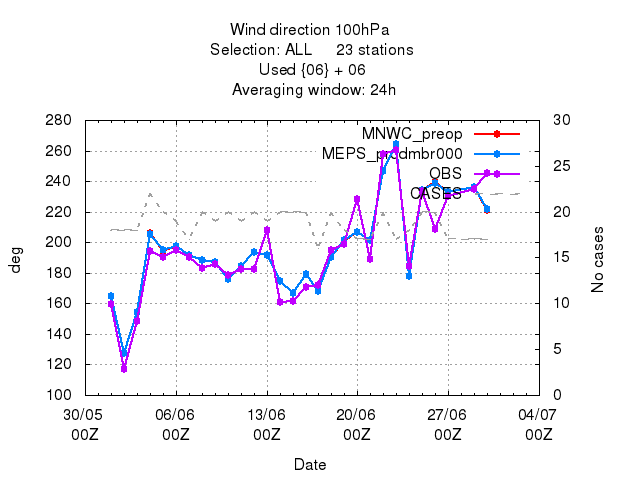 Wind direction 100hPa
Selection: ALL 23 stations
Used {06} + 06
Averaging window: 24h
280 30
MNWC_preop
260 MEPS_prodmbr000 25
240 OBS
CASES
220 20
200 15
180
160 10
140 5
120
100 0
deg
No cases
30/05 06/06 13/06 20/06 27/06 04/07
00Z 00Z 00Z 00Z 00Z 00Z
Date